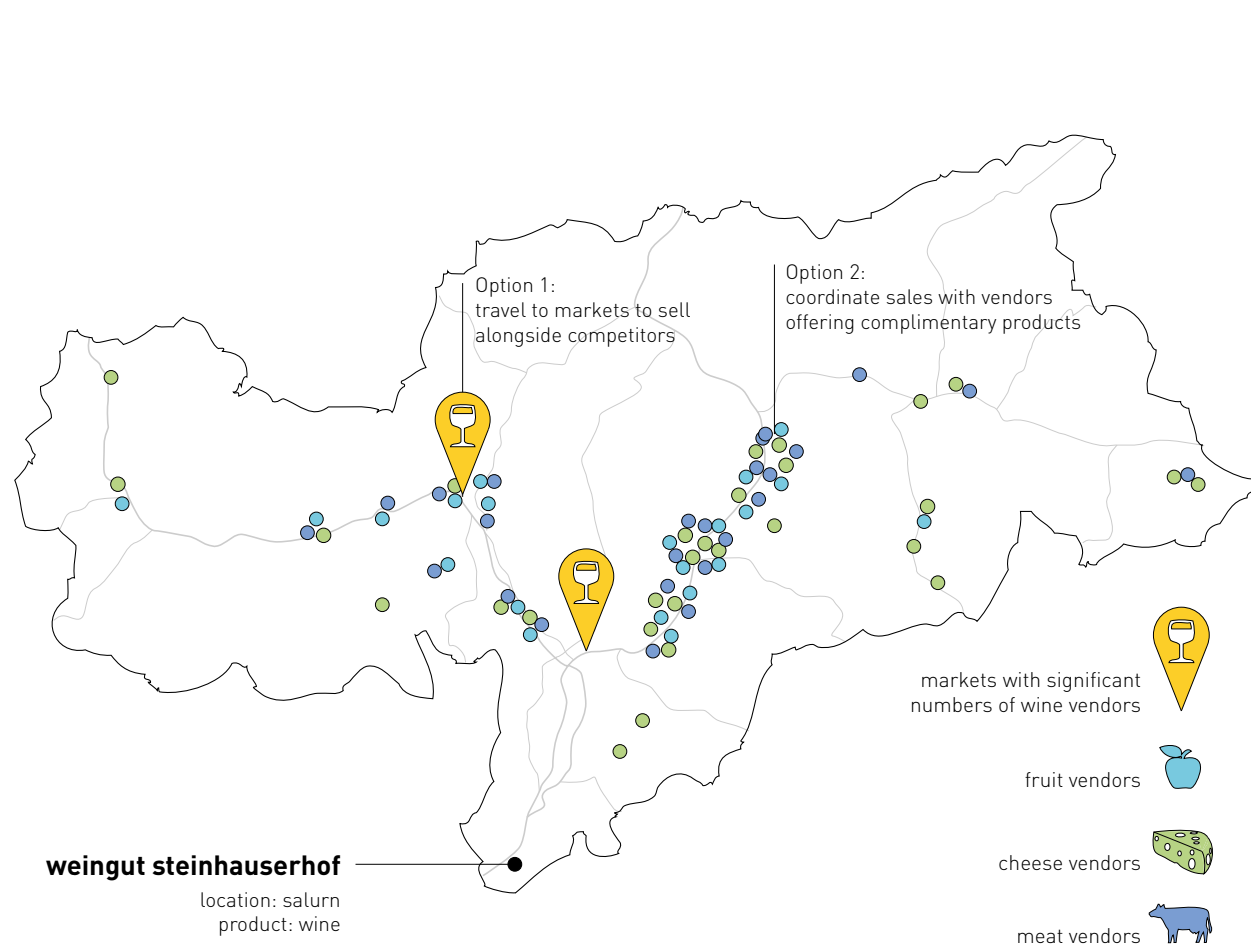 Option 1:
travel to markets to sell
alongside competitors
Option 2:
coordinate sales with vendors
offering complimentary products
markets with significant
numbers of wine vendors
fruit vendors
cheese vendors
meat vendors
weingut steinhauserhof
location: salurn
product: wine